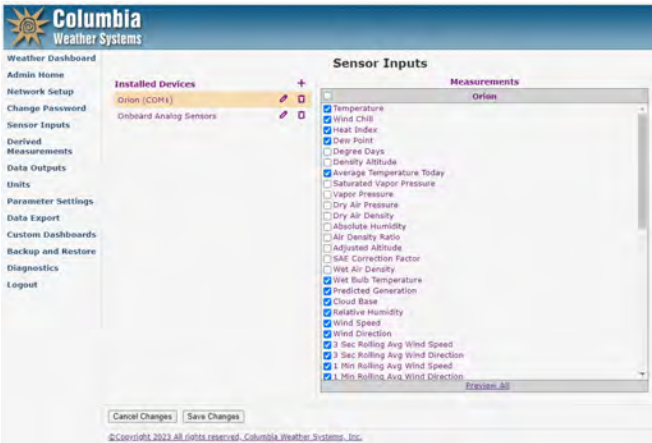 Columbia
Weather Systems
Weather Dashboard
Admin Home
Network Setup
Change Password
Sensor Inputs
Derived
Measurements
Data Outputs
Units
Parameter Settings
Data Export
Custom Dashboards
Backup and Restore
Diagnostics
Logout
Sensor Inputs
Installed Devices +
Orion (COM1)
Onboard Analog Sensors
Measurements
Orion
Temperature
Wind Chill
Heat Index
Dew Point
Degree Days
Density Altitude
Average Temperature Today
Saturated Vapor Pressure
Vapor Pressure
Dry Air Pressure
Dry Air Density
Absolute Humidity
Air Density Ratio
Adjusted Altitude
SAE Correction Factor
Wet Air Density
Wet Bulb Temperature
Predicted Generation
Cloud Base
Relative Humidity
Wind Speed
Wind Direction
3 Sec Rolling Avg Wind Speed
3 Sec Rolling Avg Wind Direction
1 Min Rolling Avg Wind Speed
1 Min Rolling Avg Wind Direction
Preview All
Cancel Changes Save Changes
©Copyright 2023 All rights reserved, Columbia Weather Systems, Inc.